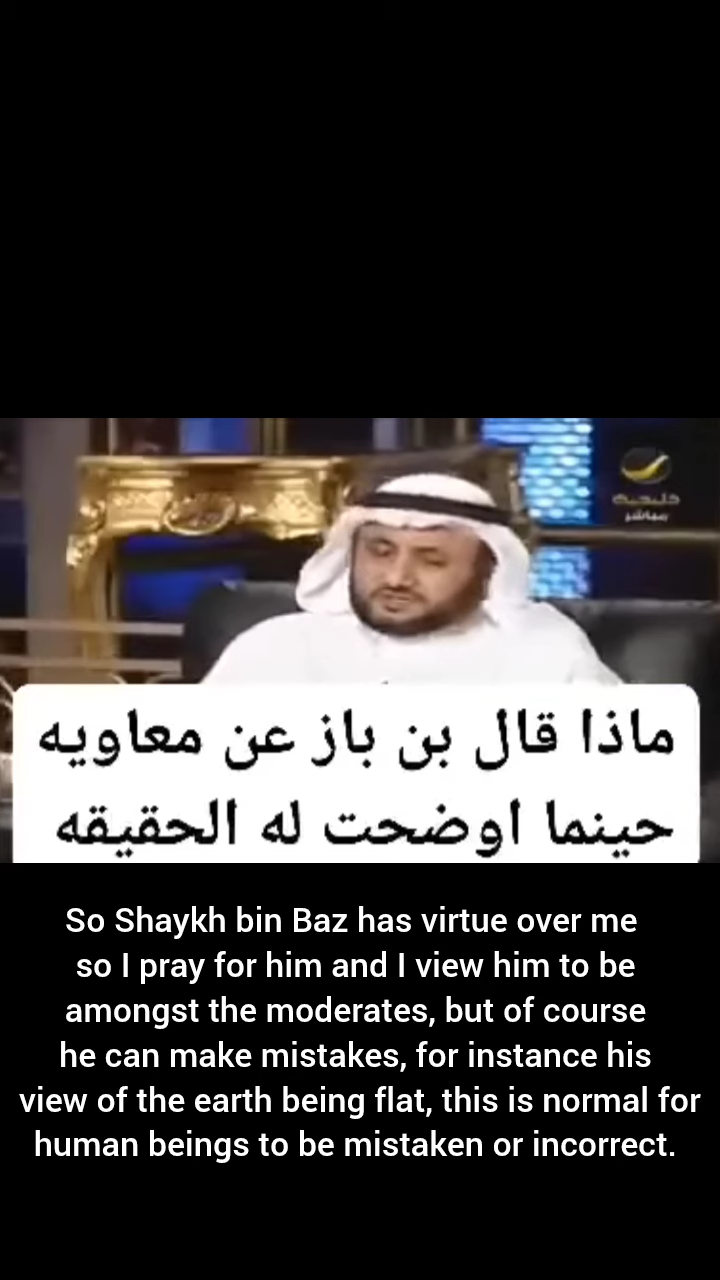 خليجية
مباشر
ماذا قال بن باز عن معاويه
حينما اوضحت له الحقيقه
So Shaykh bin Baz has virtue over me
so I pray for him and I view him to be
amongst the moderates, but of course
he can make mistakes, for instance his
view of the earth being flat, this is normal for
human beings to be mistaken or incorrect.